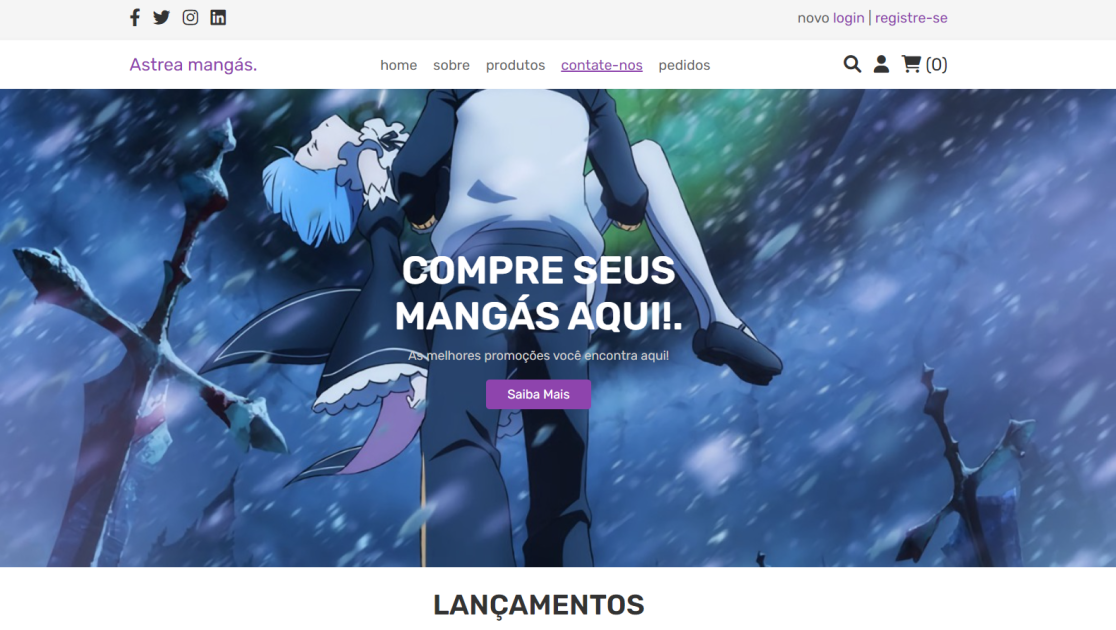 novo login | registre-se
Astrea mangás.
home sobre produtos contate-nos pedidos
(0)
COMPRE SEUS
MANGÁS AQUI!.
As melhores promoções você encontra aqui!
Saiba Mais
LANÇAMENTOS